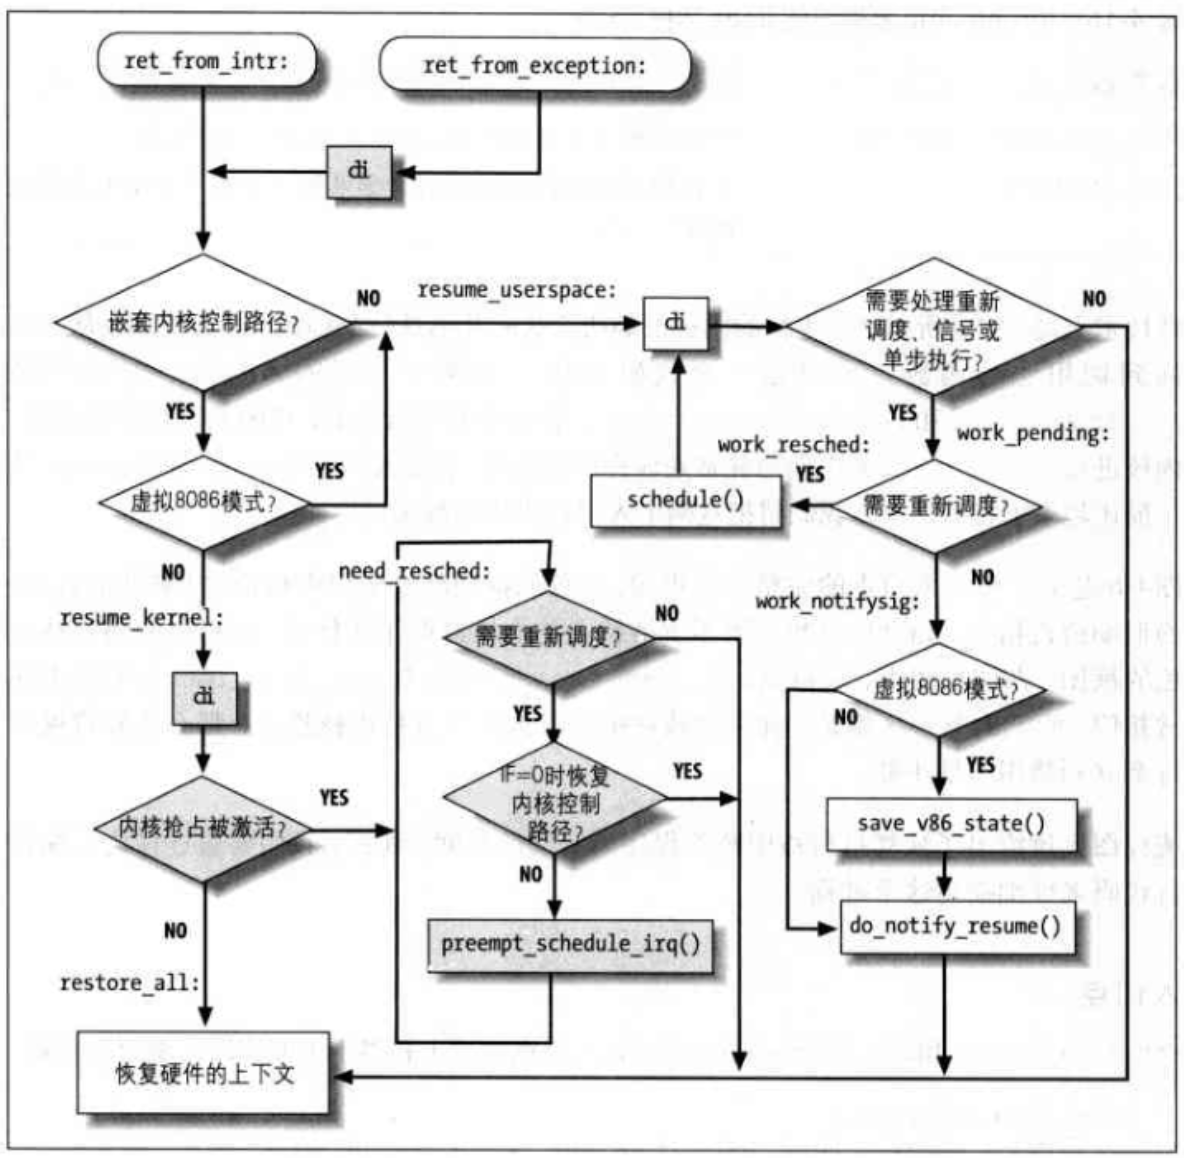 ret_from_intr:
ret_from_exception:
cli
嵌套内核控制路径?
NO
resume_userspace:
cli
需要处理重新
调度、信号或
单步执行?
NO
YES
YES
work_pending:
虚拟8086模式?
YES
work_resched:
YES
schedule()
需要重新调度?
NO
NO
resume_kernel:
need_resched:
需要重新调度?
NO
work_notifysig:
cli
YES
虚拟8086模式?
NO
YES
内核抢占被激活?
YES
IF=0时恢复
内核控制
路径?
YES
save_v86_state()
NO
NO
preempt_schedule_irq()
do_notify_resume()
restore_all:
恢复硬件的上下文